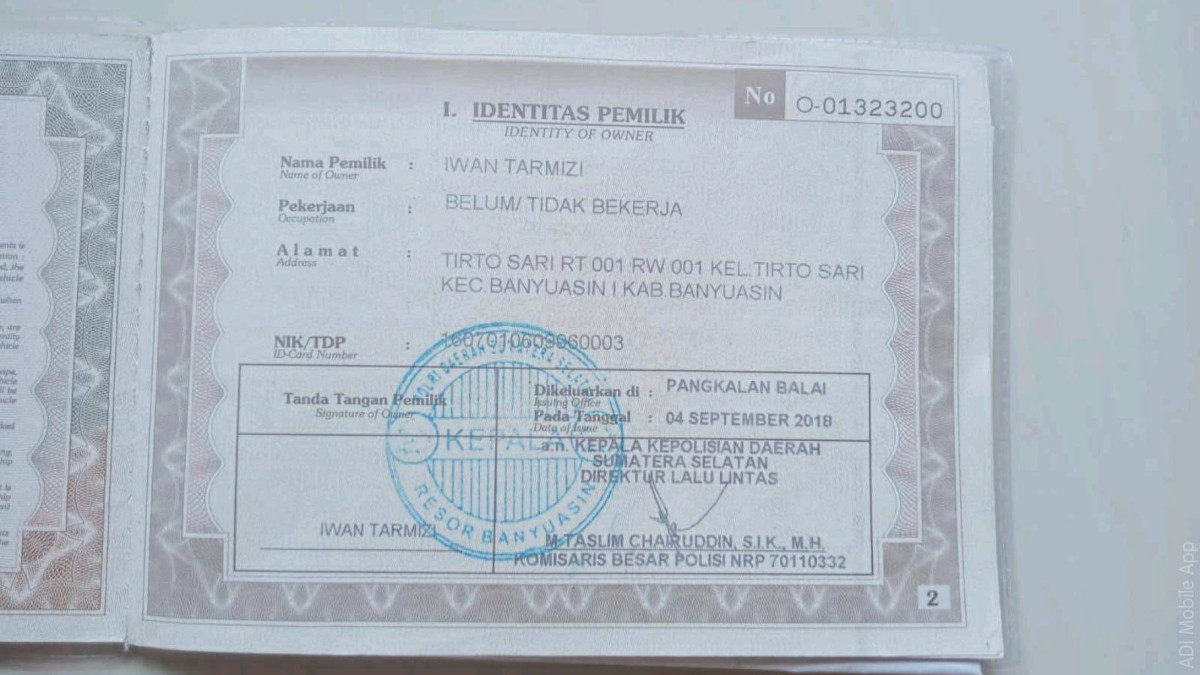 No O-01323200
I. IDENTITAS PEMILIK
IDENTITY OF OWNER
Nama Pemilik : IWAN TARMIZI
Name of Owner
Pekerjaan : BELUM/ TIDAK BEKERJA
Occupation
Alamat : TIRTO SARI RT 001 RW 001 KEL.TIRTO SARI
Address
KEC.BANYUASIN I KAB.BANYUASIN
NIK/TDP : 1607010609960003
ID-Card Number
Tanda Tangan Pemilik
Signature of Owner
Dikeluarkan di : PANGKALAN BALAI
Issuing Office
Pada Tanggal : 04 SEPTEMBER 2018
Date of Issue
a.n. KEPALA KEPOLISIAN DAERAH
SUMATERA SELATAN
DIREKTUR LALU LINTAS
KEPALA
RESOR BANYUASIN
IWAN TARMIZI
M.TASLIM CHAIRUDDIN, S.I.K., M.H.
KOMISARIS BESAR POLISI NRP 70110332
2
ADI Mobile App